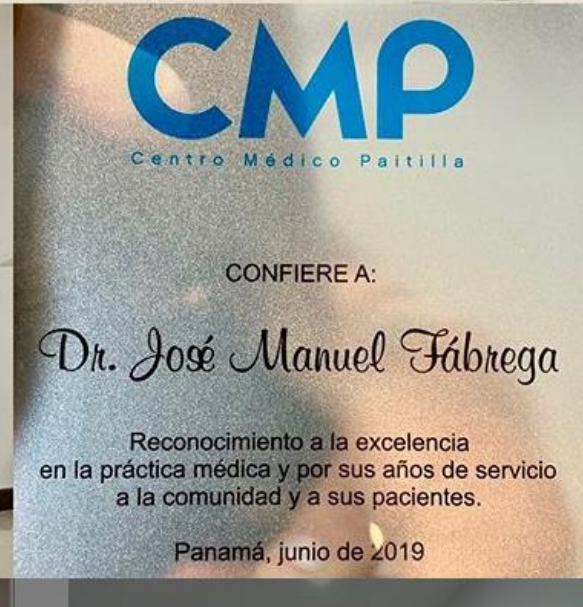 CMP
Centro Médico Paitilla
CONFIERE A:
Dr. José Manuel Fábrega
Reconocimiento a la excelencia
en la práctica médica y por sus años de servicio
a la comunidad y a sus pacientes.
Panamá, junio de 2019